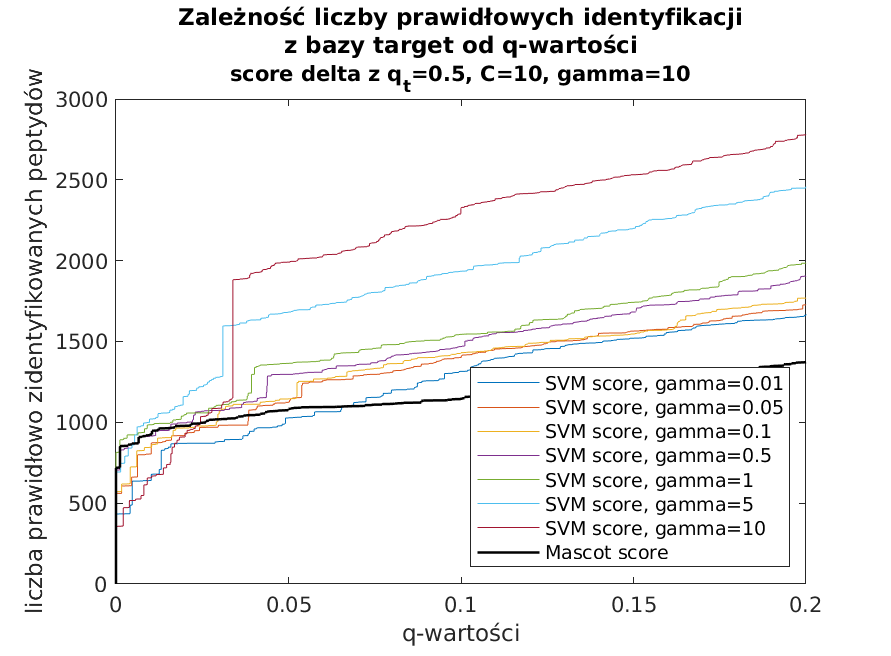 Zależność liczby prawidłowych identyfikacji
z bazy target od q-wartości
score delta z qt=0.5, C=10, gamma=10
liczba prawidłowo zidentyfikowanych peptydów
3000
2500
2000
1500
1000
500
0
SVM score, gamma=0.01
SVM score, gamma=0.05
SVM score, gamma=0.1
SVM score, gamma=0.5
SVM score, gamma=1
SVM score, gamma=5
SVM score, gamma=10
Mascot score
0 0.05 0.1 0.15 0.2
q-wartości